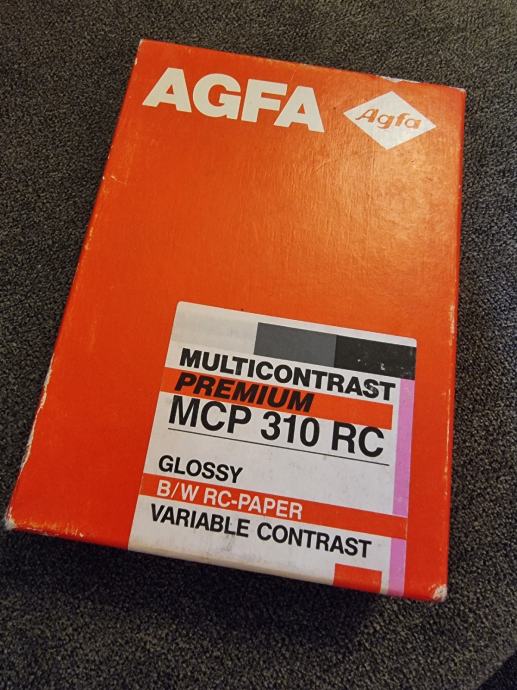 AGFA
Agfa
MULTICONTRAST
PREMIUM
MCP 310 RC
GLOSSY
B/W RC-PAPER
VARIABLE CONTRAST